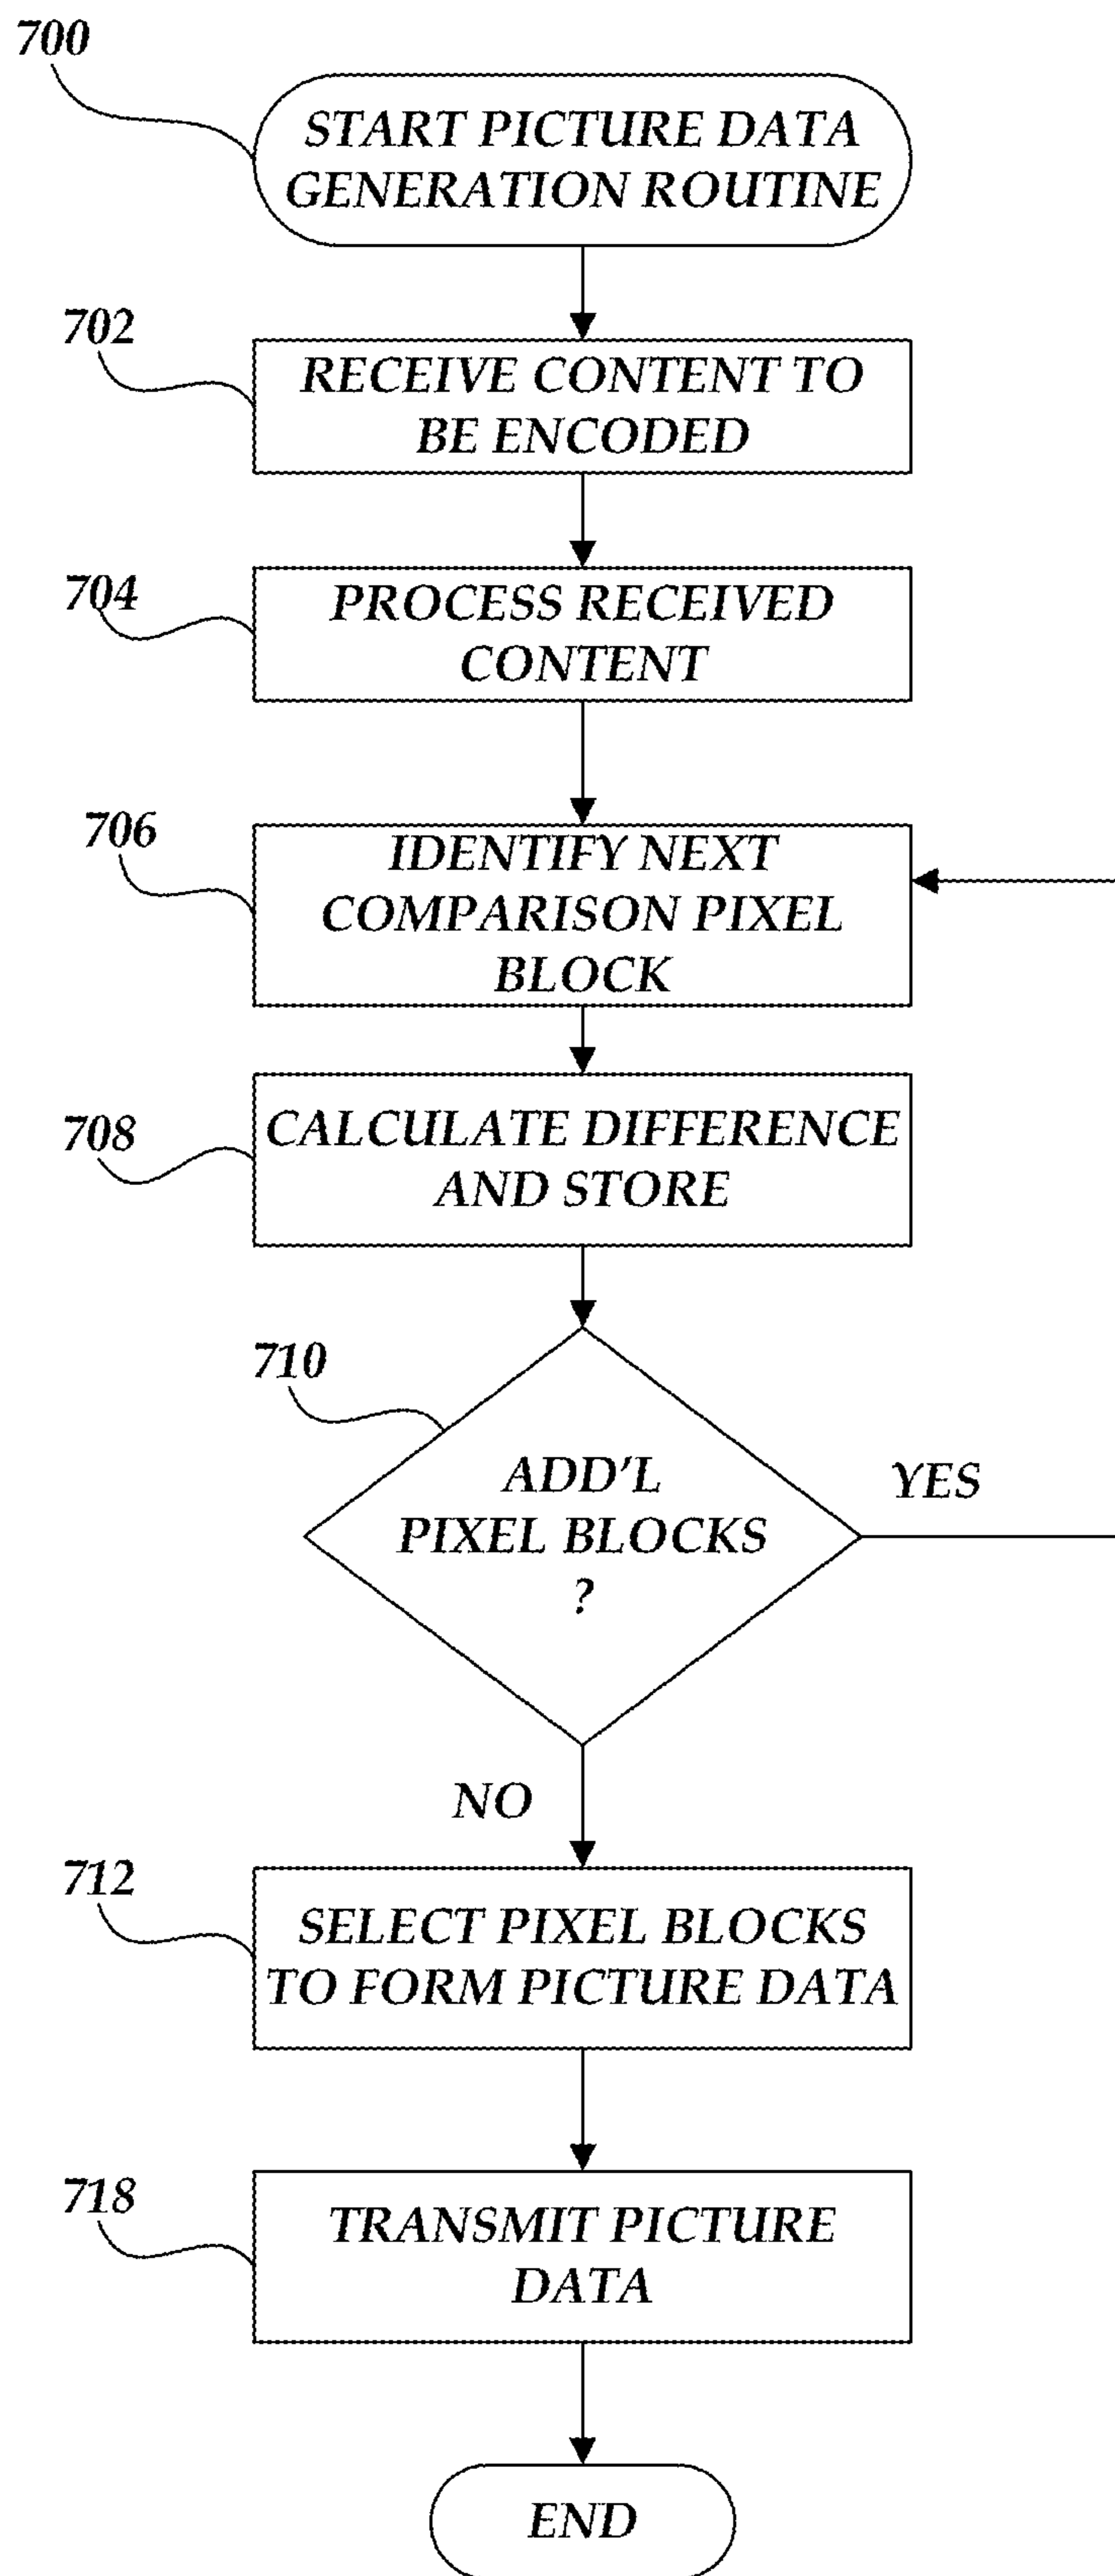 700
START PICTURE DATA
GENERATION ROUTINE
702
RECEIVE CONTENT TO
BE ENCODED
704
PROCESS RECEIVED
CONTENT
706
IDENTIFY NEXT
COMPARISON PIXEL
BLOCK
708
CALCULATE DIFFERENCE
AND STORE
710
ADD'L
PIXEL BLOCKS
?
YES
NO
712
SELECT PIXEL BLOCKS
TO FORM PICTURE DATA
718
TRANSMIT PICTURE
DATA
END